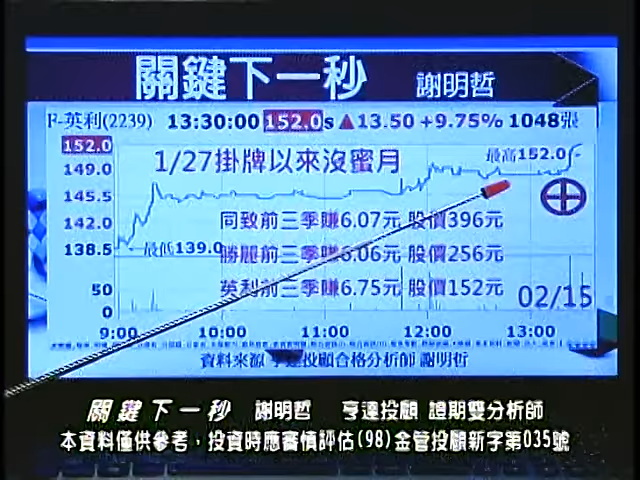 關鍵下一秒 謝明哲
F-英利(2239) 13:30:00 152.0s ▲13.50 +9.75% 1048張
152.0
149.0
145.5
142.0
138.5
50
0
1/27掛牌以來沒蜜月
最高152.0
同致前三季賺6.07元 股價396元
最低139.0
勝麗前三季賺6.06元 股價256元
英利前三季賺6.75元 股價152元
02/15
9:00 10:00 11:00 12:00 13:00
資料來源 亨達投顧合格分析師 謝明哲
關鍵下一秒 謝明哲 亨達投顧 證期雙分析師
本資料僅供參考，投資時應審慎評估(98)金管投顧新字第035號